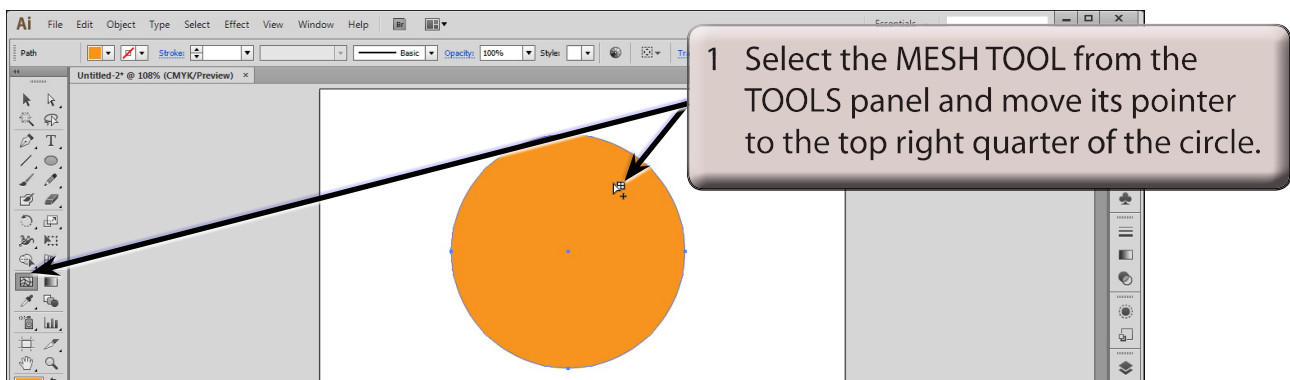 Ai File Edit Object Type Select Effect View Window Help Br
Path Stroke: Basic Opacity: 100% Style:
Untitled-2* @ 108% (CMYK/Preview) ×
1 Select the MESH TOOL from the
TOOLS panel and move its pointer
to the top right quarter of the circle.